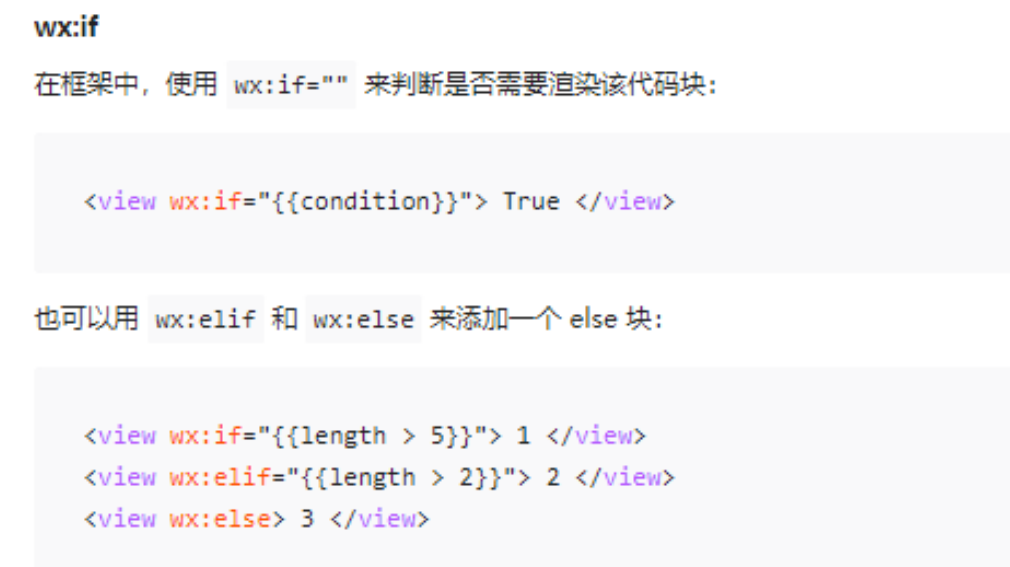 wx:if
在框架中，使用 wx:if="" 来判断是否需要渲染该代码块：
<view wx:if="{{condition}}"> True </view>
也可以用 wx:elif 和 wx:else 来添加一个 else 块：
<view wx:if="{{length > 5}}"> 1 </view>
<view wx:elif="{{length > 2}}"> 2 </view>
<view wx:else> 3 </view>